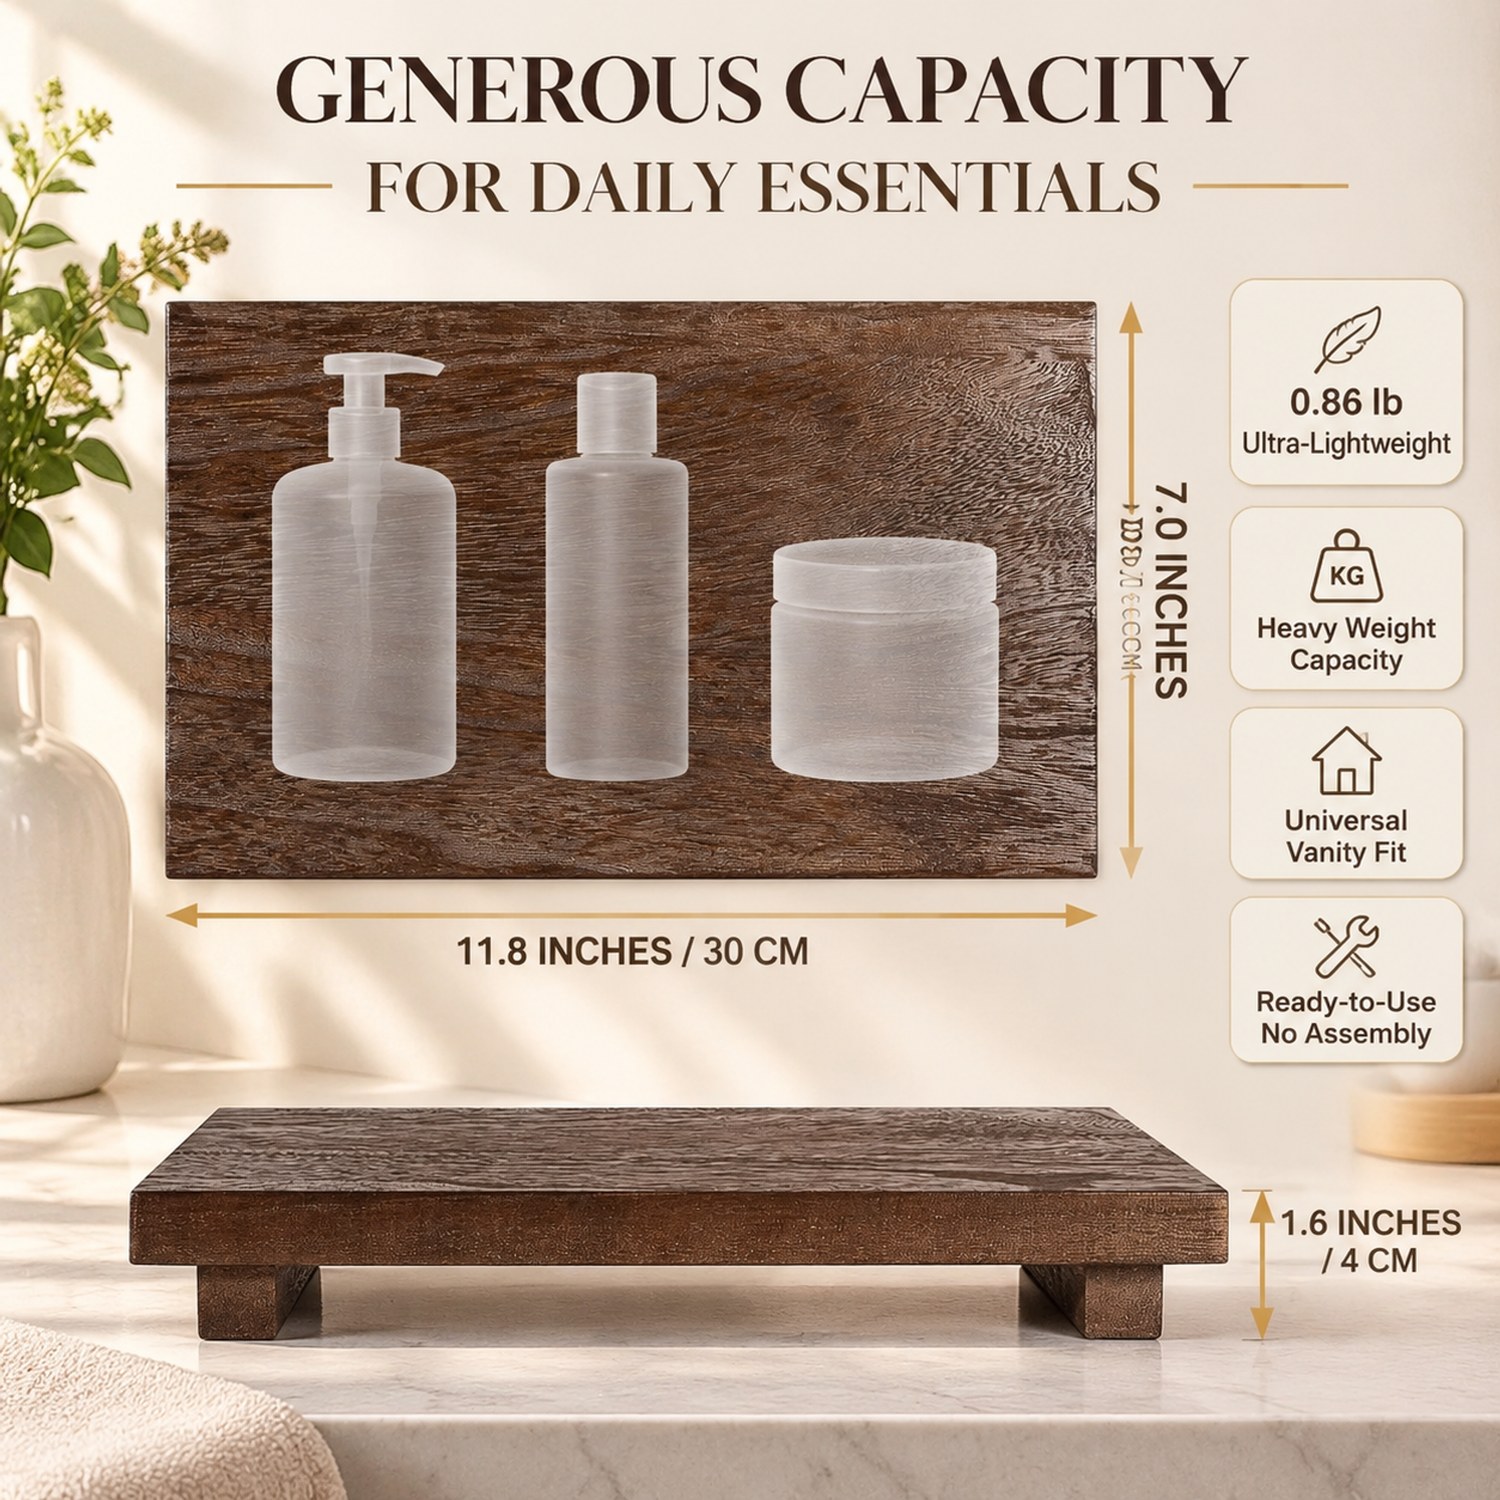 GENEROUS CAPACITY
FOR DAILY ESSENTIALS
0.86 lb
Ultra-Lightweight
7.0 INCHES
KG
Heavy Weight
Capacity
Universal
Vanity Fit
11.8 INCHES / 30 CM
Ready-to-Use
No Assembly
1.6 INCHES
/ 4 CM